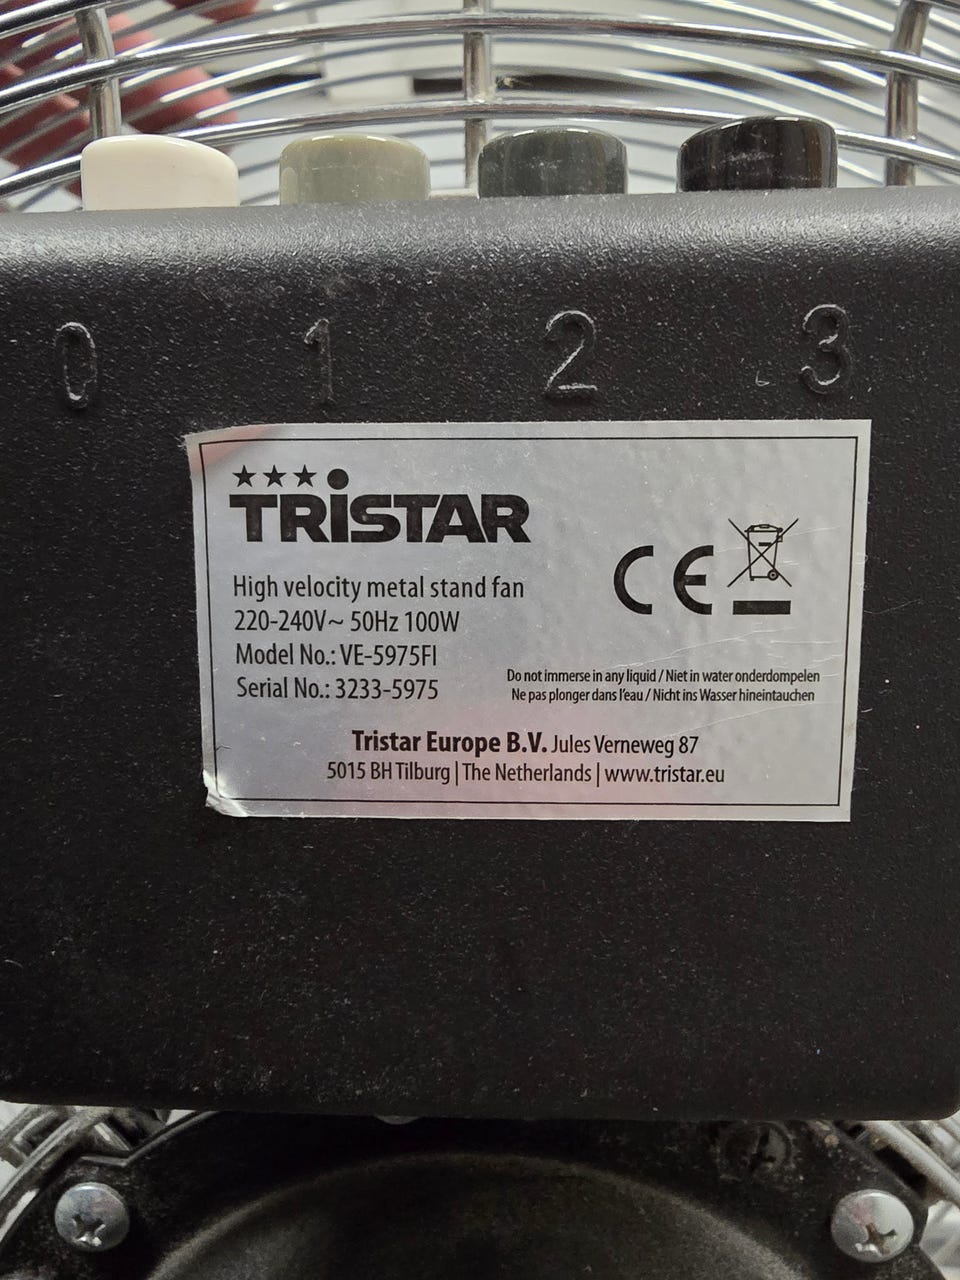 0 1 2 3
TRiSTAR
High velocity metal stand fan
220-240V~ 50Hz 100W
Model No.: VE-5975FI
Serial No.: 3233-5975
CE
Do not immerse in any liquid / Niet in water onderdompelen
Ne pas plonger dans l'eau / Nicht ins Wasser hineintauchen
Tristar Europe B.V. Jules Verneweg 87
5015 BH Tilburg | The Netherlands | www.tristar.eu